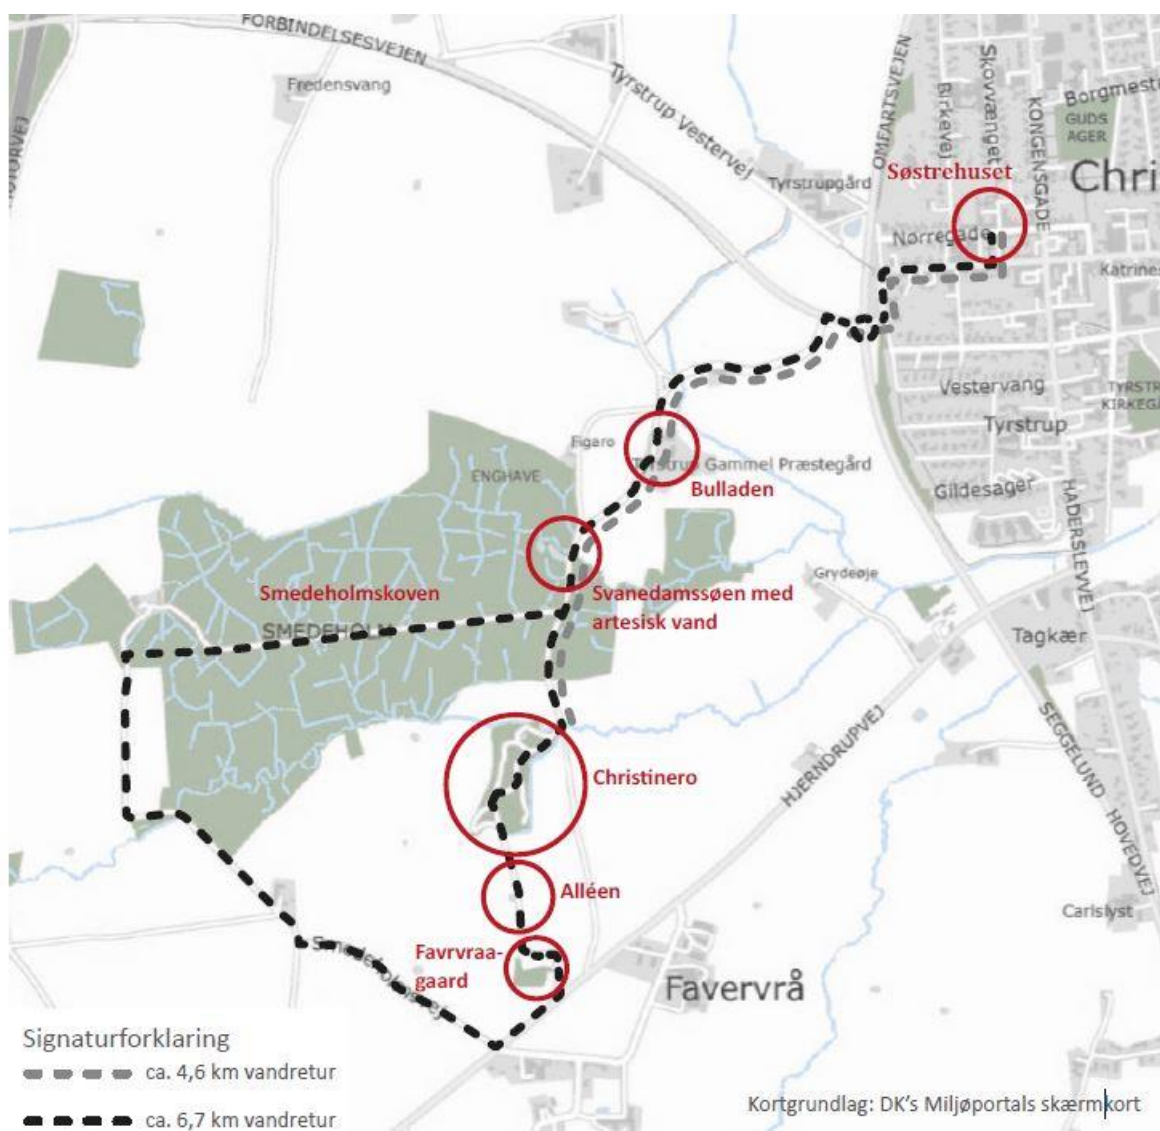 FORBINDELSESVEJEN
Fredensvang
Tyrstrup Vestervej
Tyrstrupgård
OMFARTSVEJEN
Birkevej
Skovvænget
KONGENSGADE
Borgmeste
GUDS
AGER
Chri
Søstrehuset
Nørregade
Katrines
Vestervang
TYRSTR
KIRKEGÅ
Tyrstrup
Figaro
ENGHAVE
Tyrstrup Gammel Præstegård
Bulladen
Gildesager
HADERSLEVVEJ
Smedeholmskoven
SMEDEHOLM
Svanedamssøen med
artesisk vand
Grydeøje
Tagkær
SEGGELUND HOVEDVEJ
HJERNDRUPVEJ
Christinero
Alléen
Carlslyst
Favrvraa-
gaard
Favervrå
Signaturforklaring
ca. 4,6 km vandretur
ca. 6,7 km vandretur
Kortgrundlag: DK's Miljøportals skærmkort